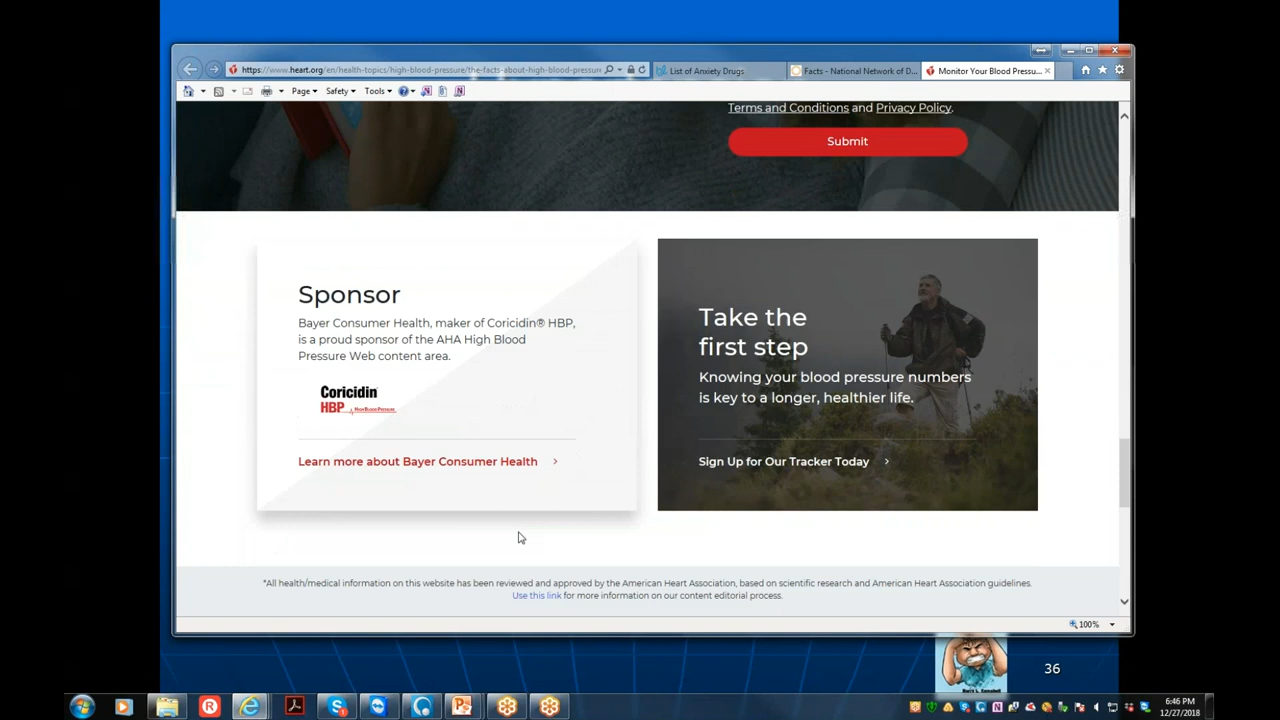 https://www.heart.org/en/health-topics/high-blood-pressure/the-facts-about-high-blood-pressure
List of Anxiety Drugs
Facts - National Network of D...
Monitor Your Blood Pressu...
Page
Safety
Tools
Terms and Conditions and Privacy Policy.
Submit
Sponsor
Bayer Consumer Health, maker of Coricidin® HBP,
is a proud sponsor of the AHA High Blood
Pressure Web content area.
Coricidin
HBP HIGH BLOOD PRESSURE
Learn more about Bayer Consumer Health
Take the
first step
Knowing your blood pressure numbers
is key to a longer, healthier life.
Sign Up for Our Tracker Today
*All health/medical information on this website has been reviewed and approved by the American Heart Association, based on scientific research and American Heart Association guidelines.
Use this link for more information on our content editorial process.
100%
36
6:46 PM
12/27/2018